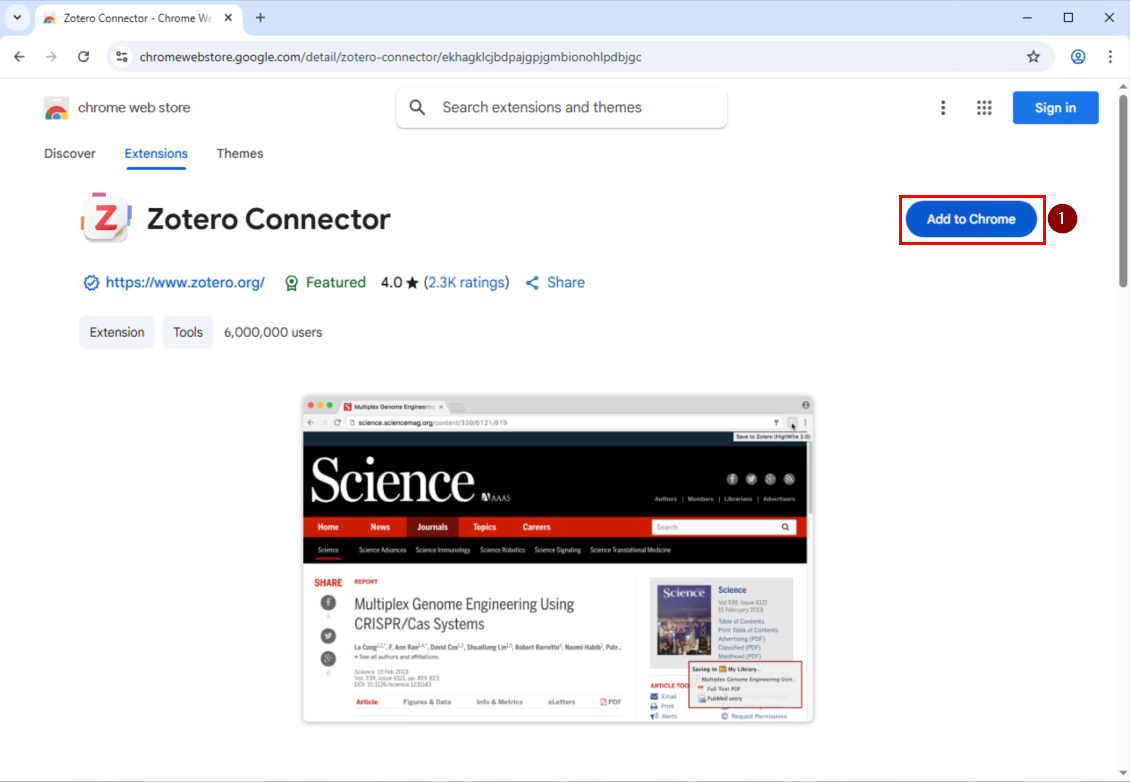 Zotero Connector - Chrome We
chromewebstore.google.com/detail/zotero-connector/ekhagklcjbdpajgpjgmbionohlpdbjgc
chrome web store
Search extensions and themes
Sign in
Discover Extensions Themes
Z Zotero Connector
Add to Chrome 1
https://www.zotero.org/ Featured 4.0 ★ (2.3K ratings) Share
Extension Tools 6,000,000 users
Multiplex Genome Engineering
science.sciencemag.org/content/339/6121/819
Save to Zotero (HighWire 2.0)
Science AAAS
Authors | Members | Librarians | Advertisers
Home News Journals Topics Careers Search
Science Science Advances Science Immunology Science Robotics Science Signaling Science Translational Medicine
SHARE
0
0
REPORT
Multiplex Genome Engineering Using
CRISPR/Cas Systems
Le Cong, F. Ann Ran, David Cox, Shuailiang Lin, Robert Barretto, Naomi Habib, Patr...
+ See all authors and affiliations
Science 15 Feb 2013:
Vol. 339, Issue 6121, pp. 819-823
DOI: 10.1126/science.1231143
Article Figures & Data Info & Metrics eLetters PDF
Science
Science
Vol 339, Issue 6121
15 February 2013
Table of Contents
Print Table of Contents
Advertising (PDF)
Classified (PDF)
Masthead (PDF)
ARTICLE TOO
Email
Print
Alerts
Request Permissions
Saving to My Library...
Multiplex Genome Engineering Usin...
Full Text PDF
PubMed entry